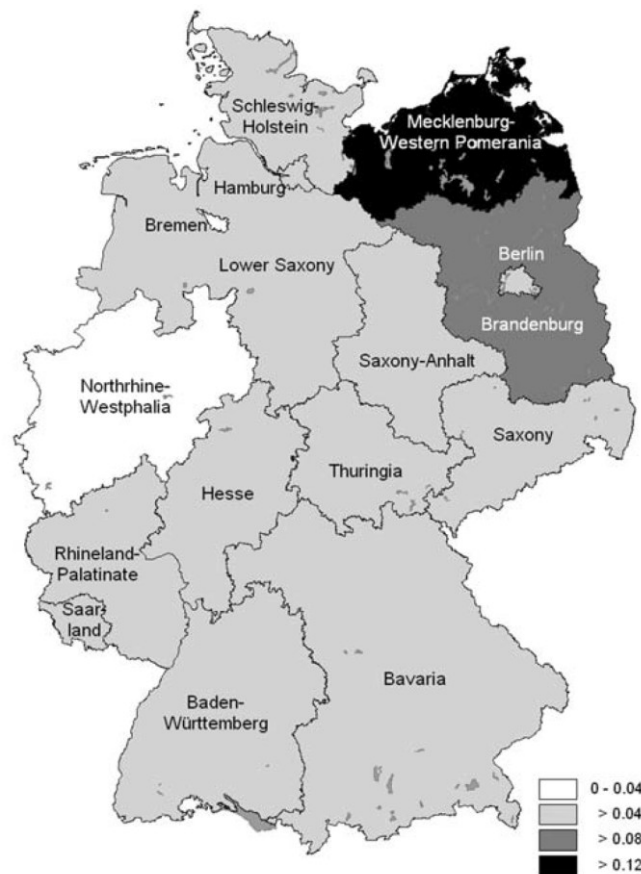 Schleswig-
Holstein
Mecklenburg-
Western Pomerania
Hamburg
Bremen
Lower Saxony
Berlin
Brandenburg
Saxony-Anhalt
Northrhine-
Westphalia
Saxony
Thuringia
Hesse
Rhineland-
Palatinate
Saar-
land
Bavaria
Baden-
Württemberg
0 - 0.04
> 0.04
> 0.08
> 0.12